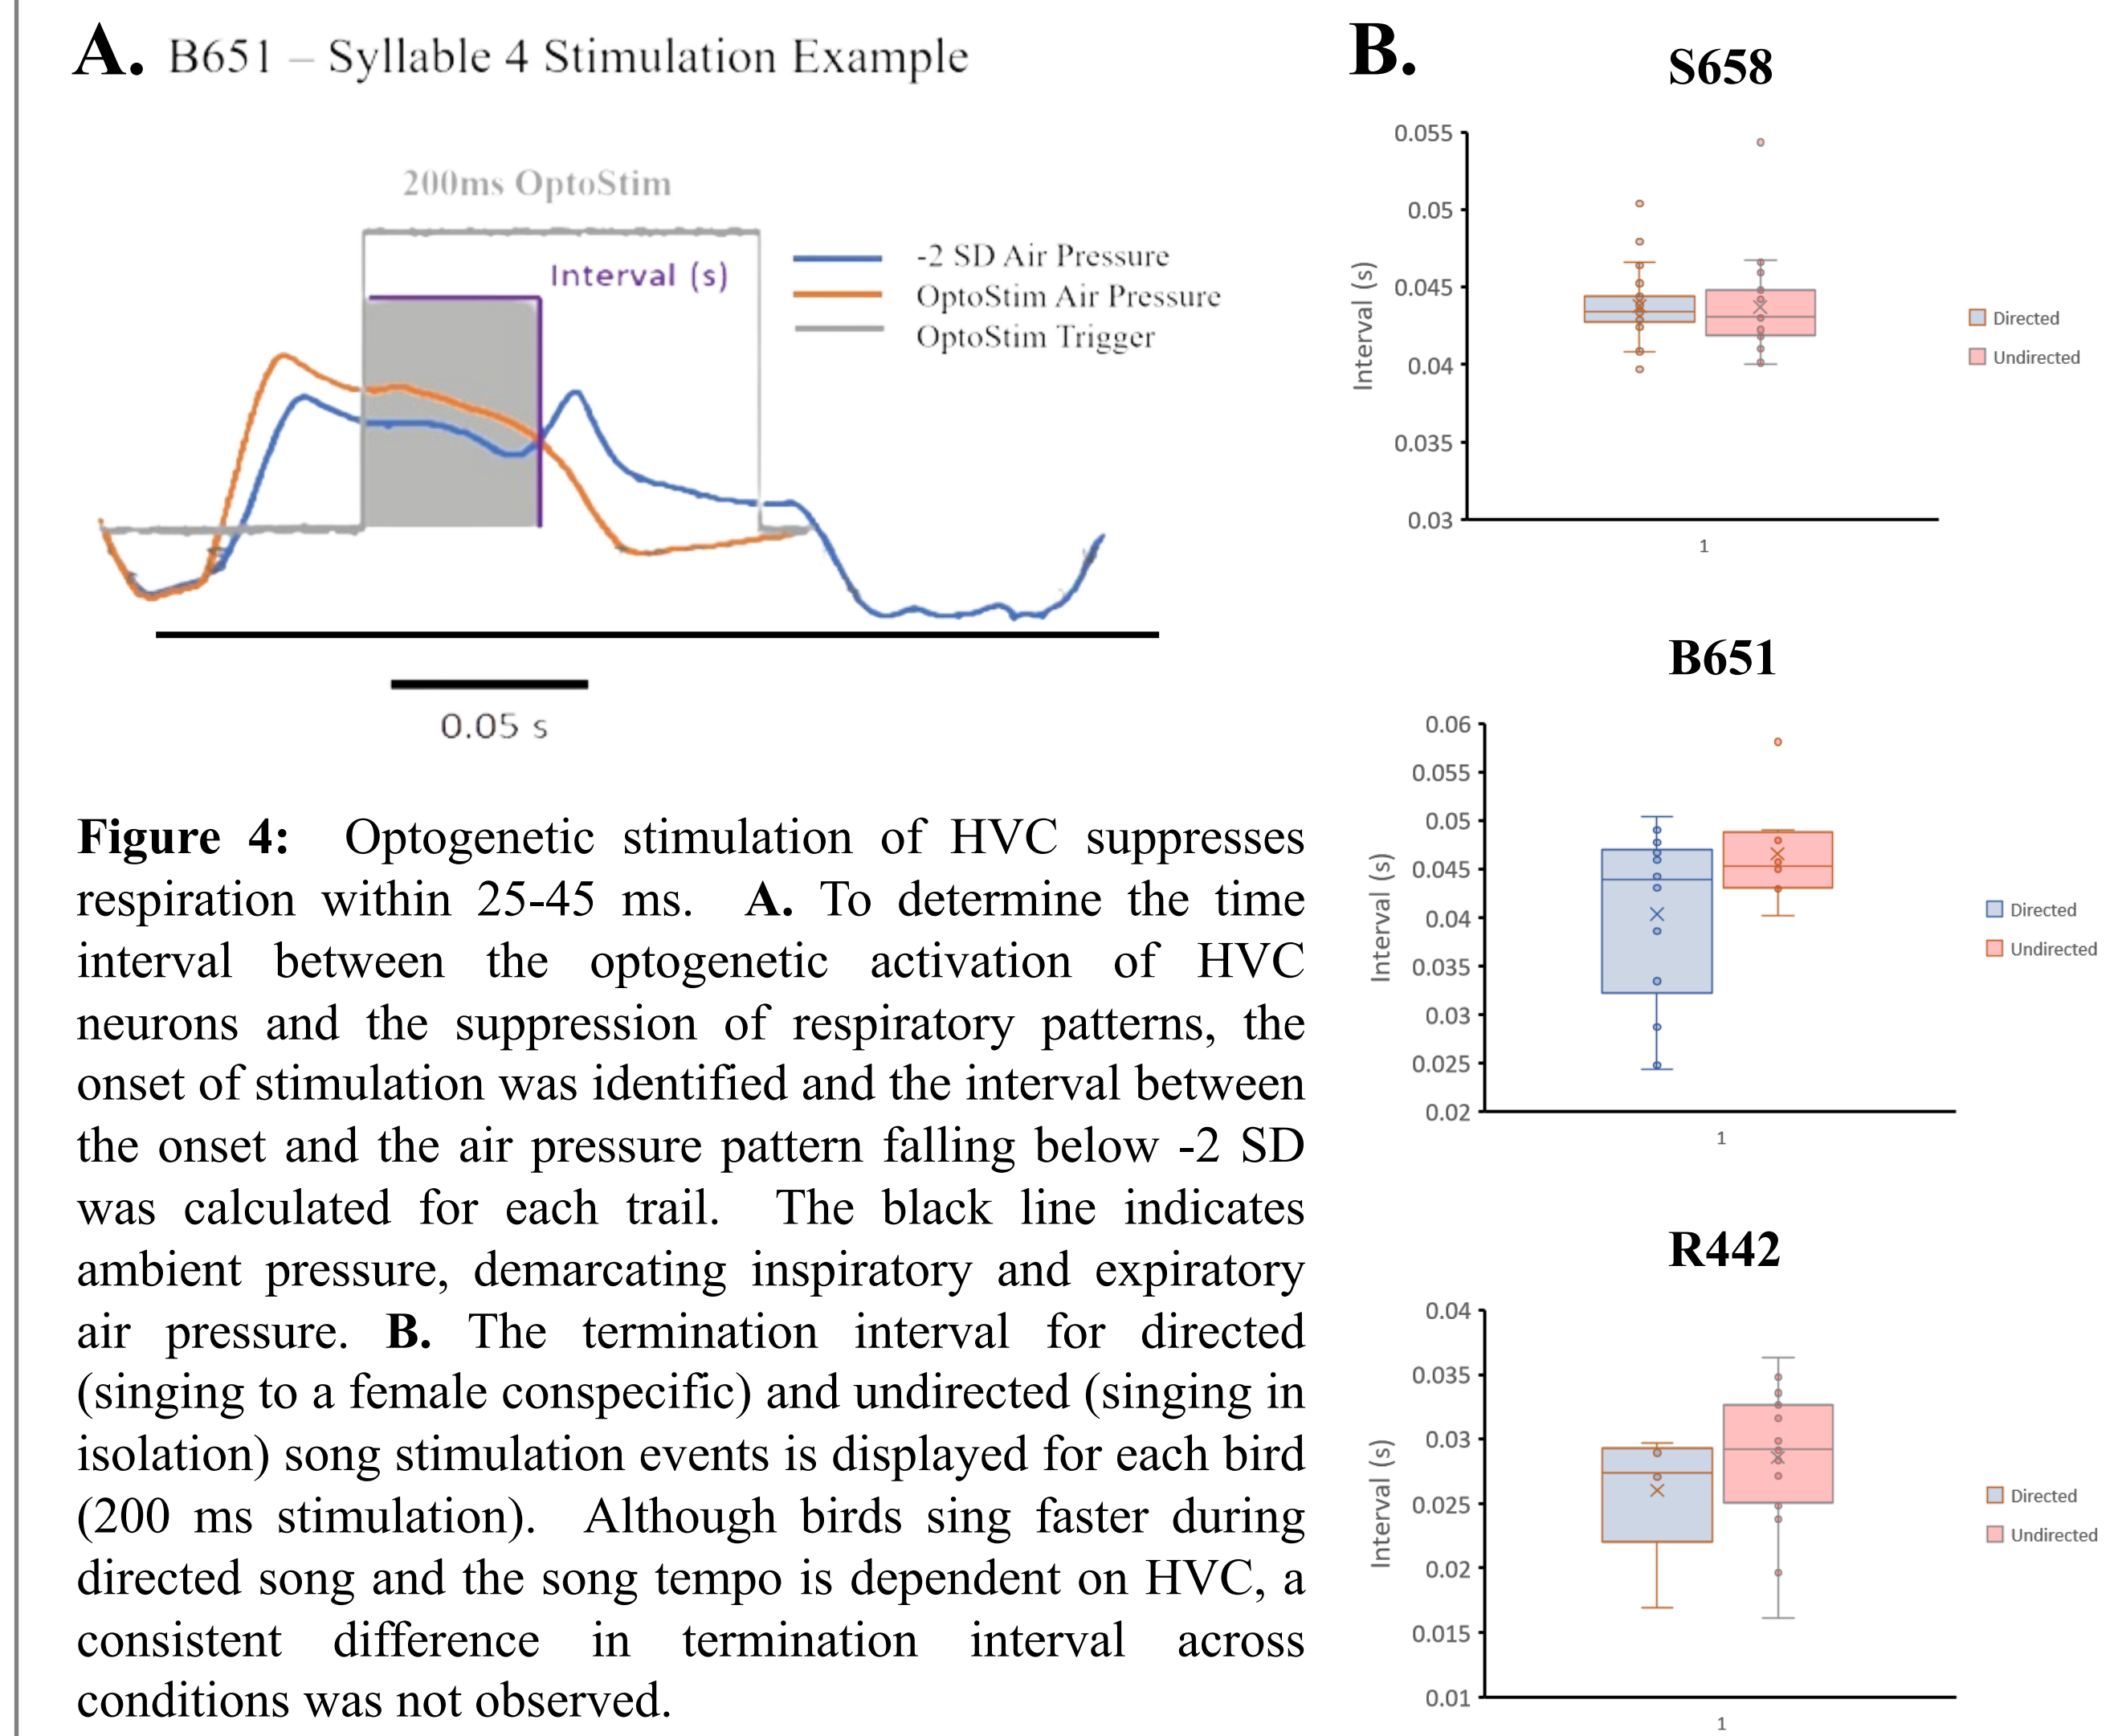 A. B651 – Syllable 4 Stimulation Example
200ms OptoStim
Interval (s)
-2 SD Air Pressure
OptoStim Air Pressure
OptoStim Trigger
0.05 s
Figure 4: Optogenetic stimulation of HVC suppresses
respiration within 25-45 ms. A. To determine the time
interval between the optogenetic activation of HVC
neurons and the suppression of respiratory patterns, the
onset of stimulation was identified and the interval between
the onset and the air pressure pattern falling below -2 SD
was calculated for each trail. The black line indicates
ambient pressure, demarcating inspiratory and expiratory
air pressure. B. The termination interval for directed
(singing to a female conspecific) and undirected (singing in
isolation) song stimulation events is displayed for each bird
(200 ms stimulation). Although birds sing faster during
directed song and the song tempo is dependent on HVC, a
consistent difference in termination interval across
conditions was not observed.
B.
S658
0.055
0.05
0.045
0.04
0.035
0.03
Interval (s)
1
Directed
Undirected
B651
0.06
0.055
0.05
0.045
0.04
0.035
0.03
0.025
0.02
Interval (s)
1
Directed
Undirected
R442
0.04
0.035
0.03
0.025
0.02
0.015
0.01
Interval (s)
1
Directed
Undirected